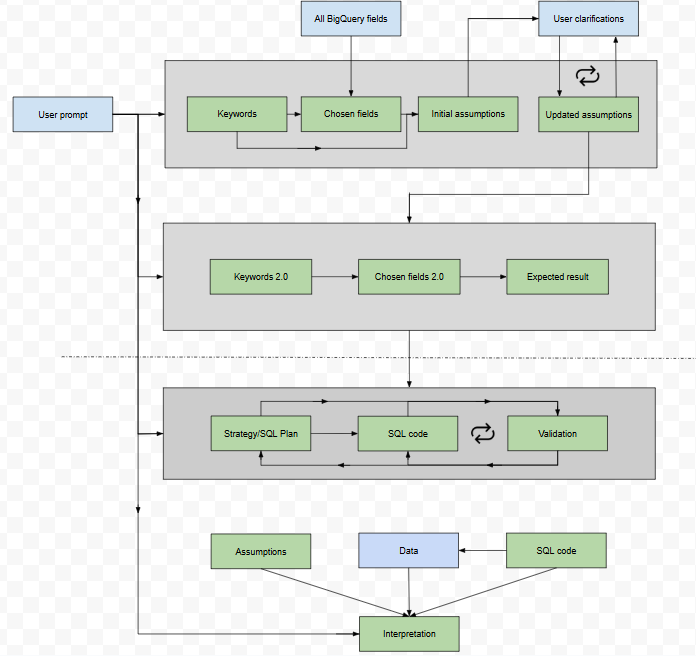 All BigQuery fields
User clarifications
User prompt
Keywords
Chosen fields
Initial assumptions
Updated assumptions
Keywords 2.0
Chosen fields 2.0
Expected result
Strategy/SQL Plan
SQL code
Validation
Assumptions
Data
SQL code
Interpretation